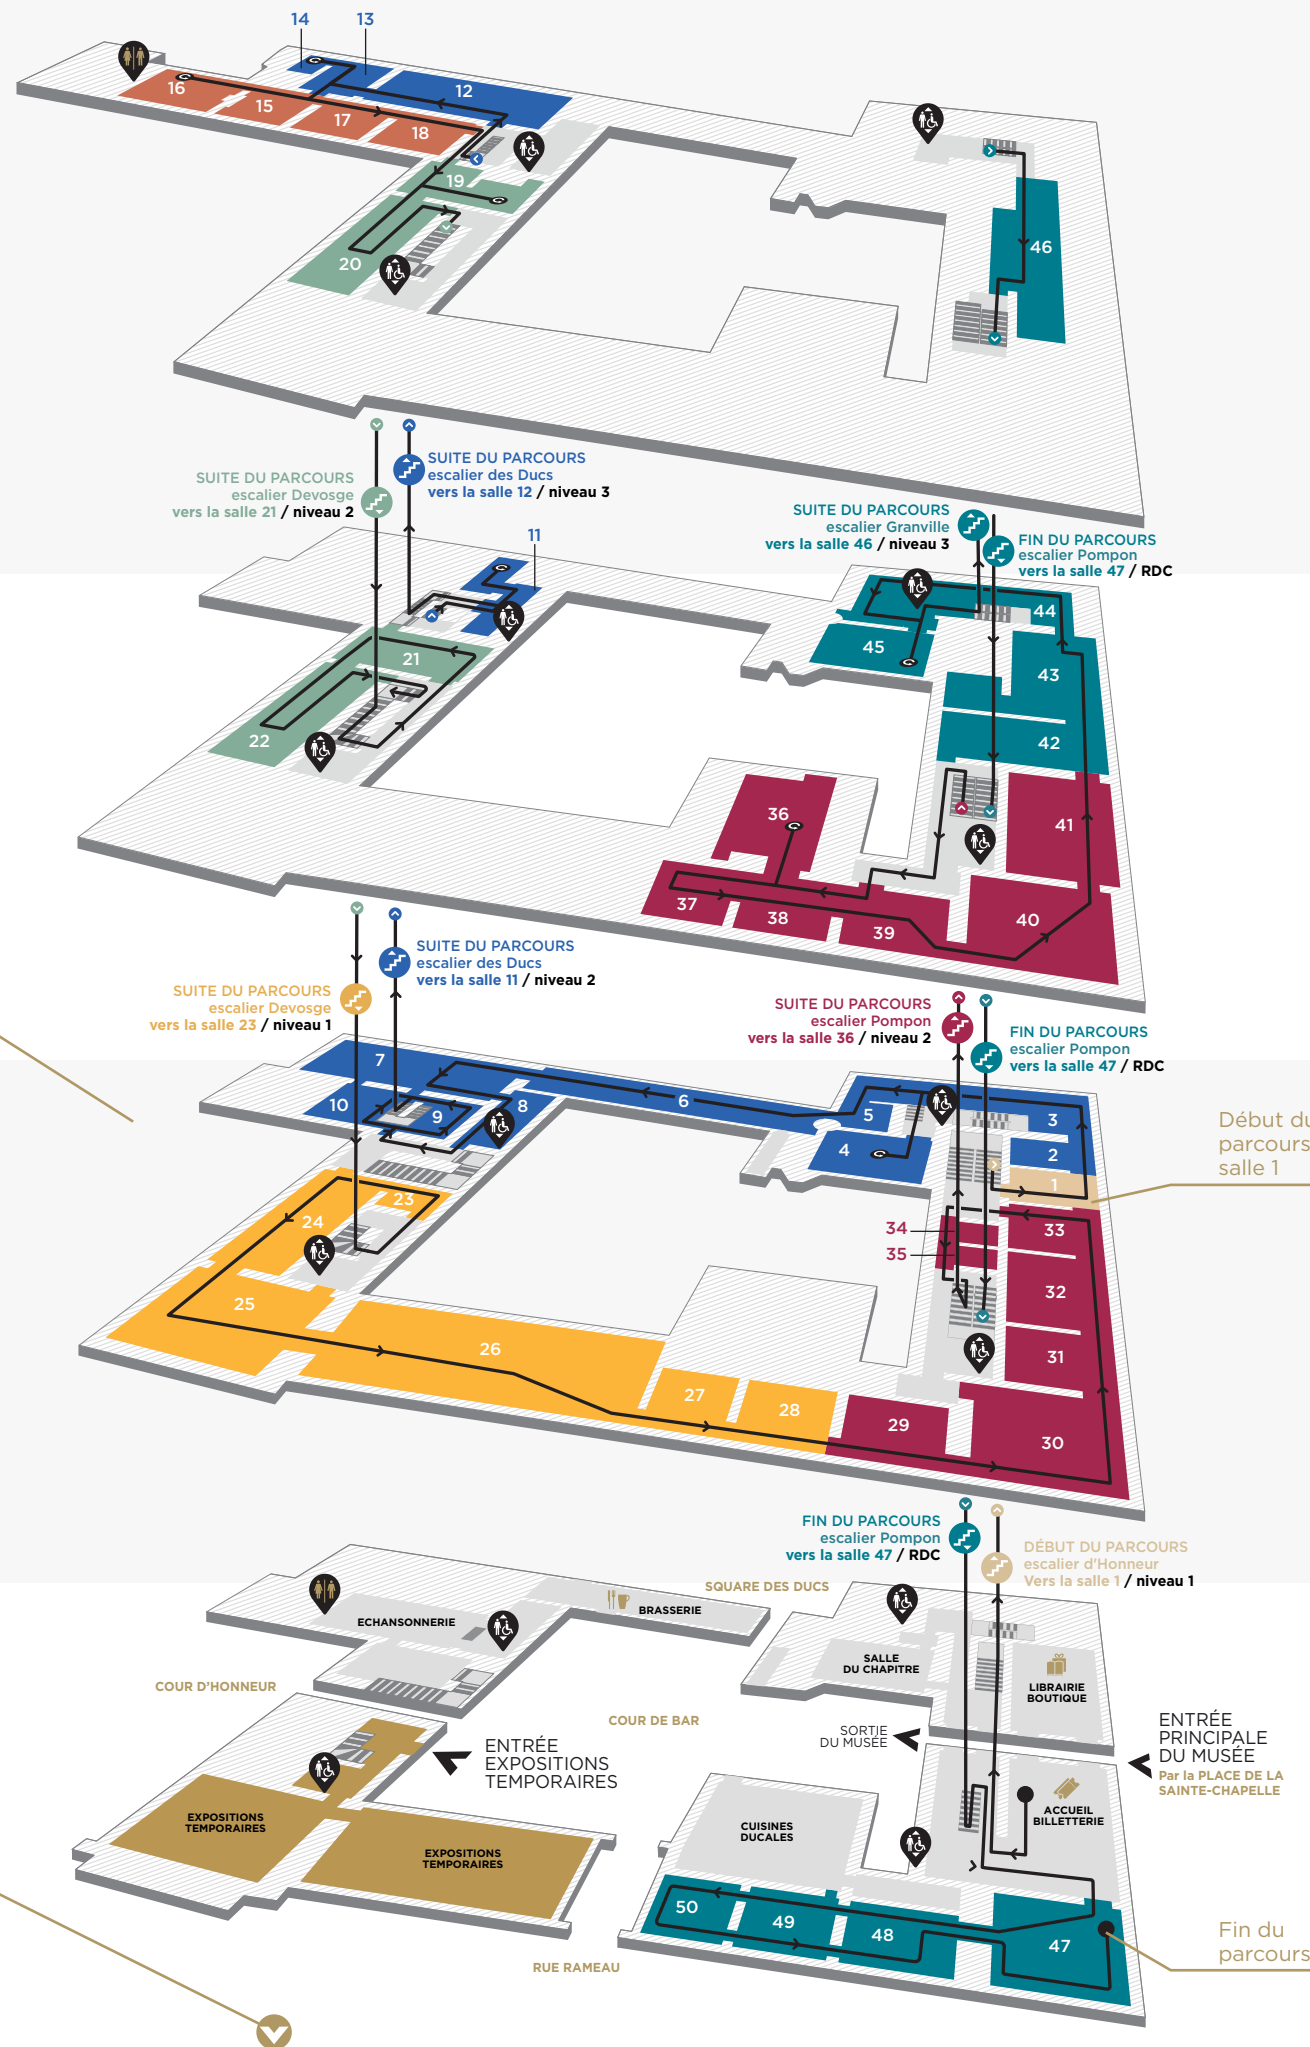 14
13
16
15
17
18
12
19
20
46
SUITE DU PARCOURS
escalier des Ducs
vers la salle 12 / niveau 3
SUITE DU PARCOURS
escalier Devosge
vers la salle 21 / niveau 2
SUITE DU PARCOURS
escalier Granville
vers la salle 46 / niveau 3
FIN DU PARCOURS
escalier Pompon
vers la salle 47 / RDC
11
21
22
44
45
43
42
36
41
37
38
39
40
SUITE DU PARCOURS
escalier des Ducs
vers la salle 11 / niveau 2
SUITE DU PARCOURS
escalier Devosge
vers la salle 23 / niveau 1
SUITE DU PARCOURS
escalier Pompon
vers la salle 36 / niveau 2
FIN DU PARCOURS
escalier Pompon
vers la salle 47 / RDC
7
10
9
8
6
5
4
3
2
1
Début du
parcours
salle 1
23
24
25
26
27
28
34
35
33
32
31
29
30
FIN DU PARCOURS
escalier Pompon
vers la salle 47 / RDC
DÉBUT DU PARCOURS
escalier d'Honneur
Vers la salle 1 / niveau 1
SQUARE DES DUCS
ECHANSONNERIE
BRASSERIE
SALLE
DU CHAPITRE
LIBRAIRIE
BOUTIQUE
COUR D'HONNEUR
COUR DE BAR
SORTIE
DU MUSÉE
ENTRÉE
PRINCIPALE
DU MUSÉE
Par la PLACE DE LA
SAINTE-CHAPELLE
ENTRÉE
EXPOSITIONS
TEMPORAIRES
EXPOSITIONS
TEMPORAIRES
EXPOSITIONS
TEMPORAIRES
CUISINES
DUCALES
ACCUEIL
BILLETTERIE
50
49
48
47
Fin du
parcours
RUE RAMEAU